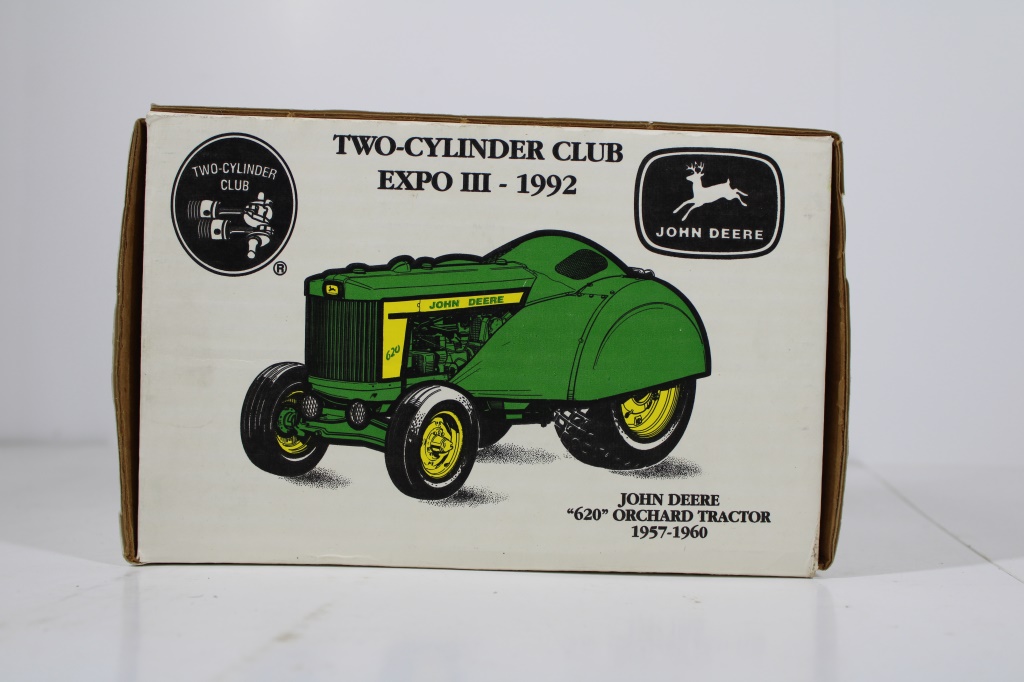 TWO-CYLINDER CLUB
EXPO III - 1992
TWO-CYLINDER
CLUB
®
JOHN DEERE
JOHN DEERE
620
JOHN DEERE
"620" ORCHARD TRACTOR
1957-1960